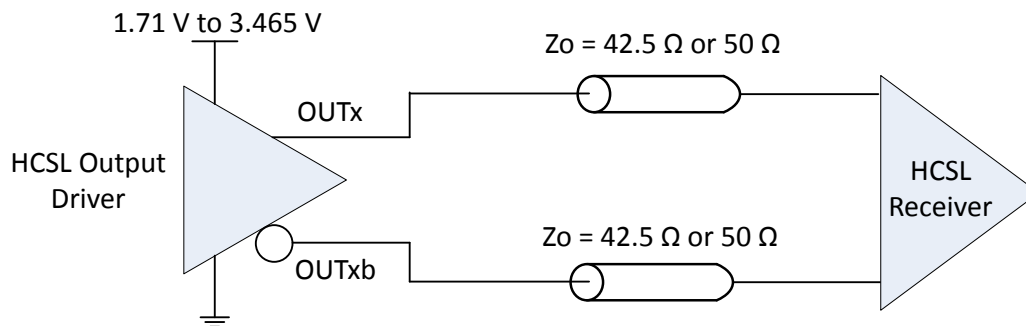 1.71 V to 3.465 V
Zo = 42.5 Ω or 50 Ω
OUTx
HCSL Output
Driver
HCSL
Receiver
Zo = 42.5 Ω or 50 Ω
OUTxb